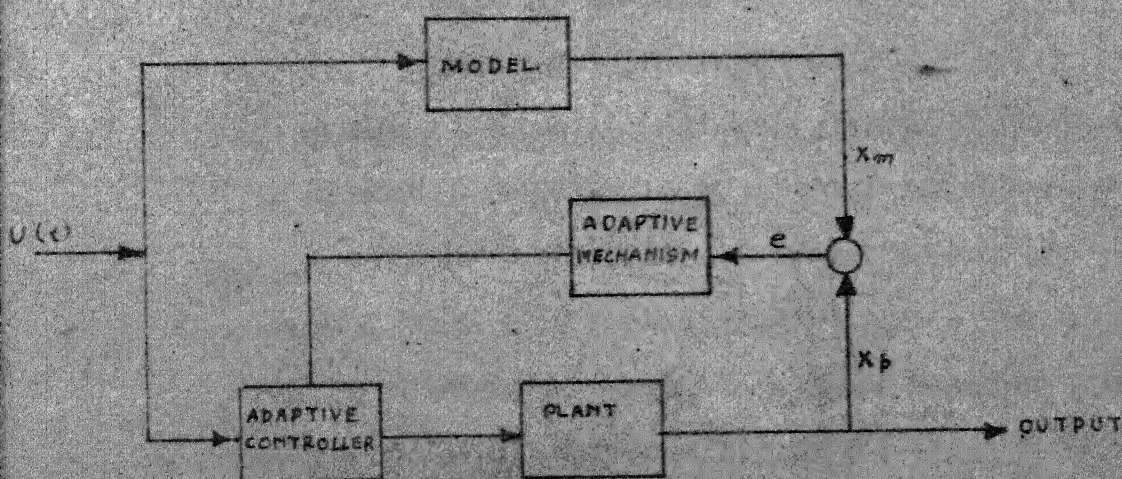 MODEL.
Xm
U(t)
ADAPTIVE
MECHANISM
e
Xp
ADAPTIVE
CONTROLLER
PLANT
OUTPUT